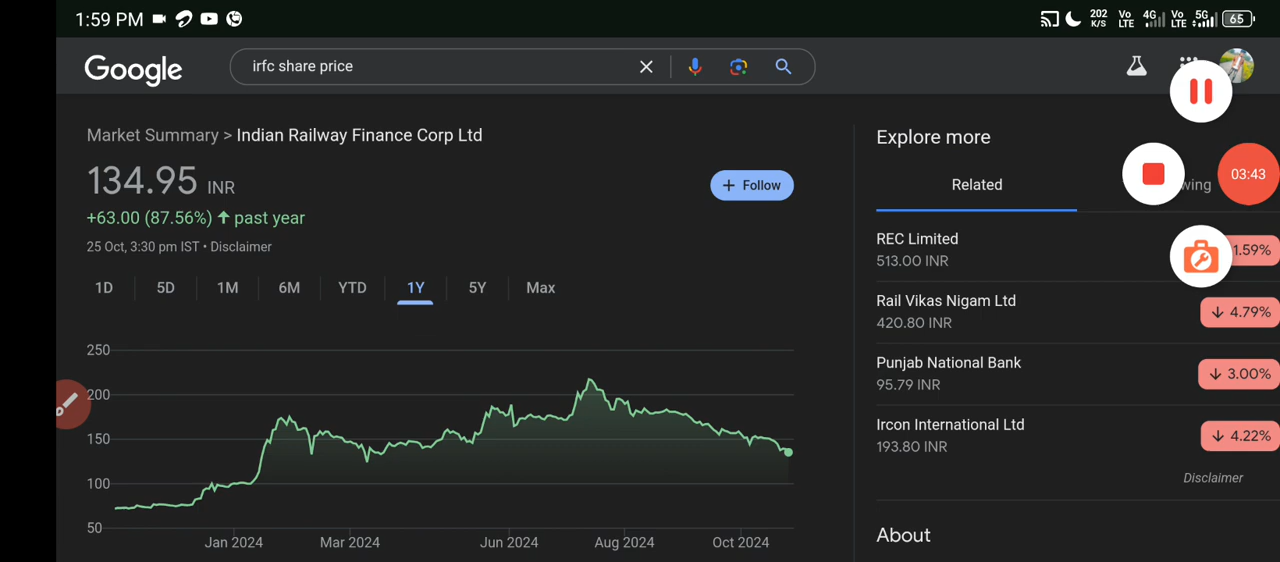 1:59 PM
202 K/S Vo LTE 4G Vo LTE 5G 65
Google
irfc share price
Market Summary > Indian Railway Finance Corp Ltd
134.95 INR
+ Follow
+63.00 (87.56%) ↑ past year
25 Oct, 3:30 pm IST • Disclaimer
1D 5D 1M 6M YTD 1Y 5Y Max
250
200
150
100
50
Jan 2024 Mar 2024 Jun 2024 Aug 2024 Oct 2024
03:43
Explore more
Related wing
REC Limited
513.00 INR
1.59%
Rail Vikas Nigam Ltd
420.80 INR
↓ 4.79%
Punjab National Bank
95.79 INR
↓ 3.00%
Ircon International Ltd
193.80 INR
↓ 4.22%
Disclaimer
About